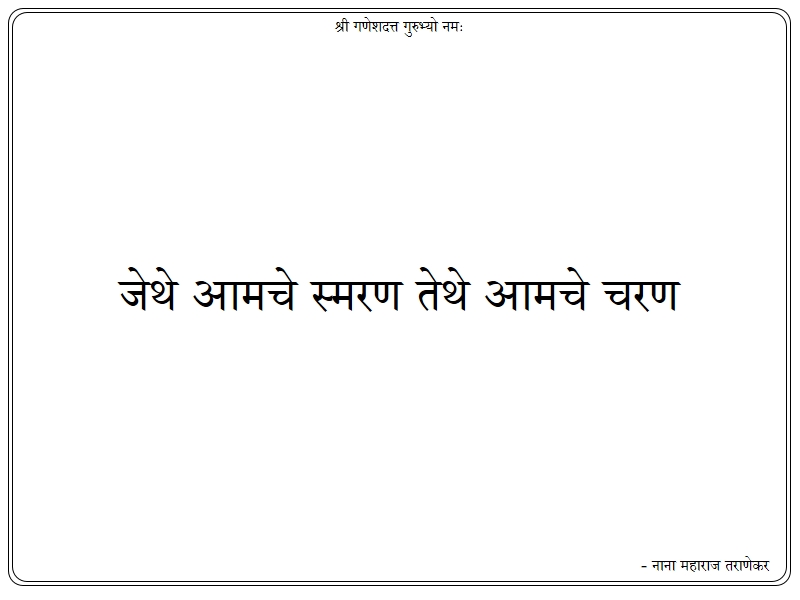 श्री गणेशदत्त गुरुभ्यो नमः
जेथे आमचे स्मरण तेथे आमचे चरण
- नाना महाराज तराणेकर